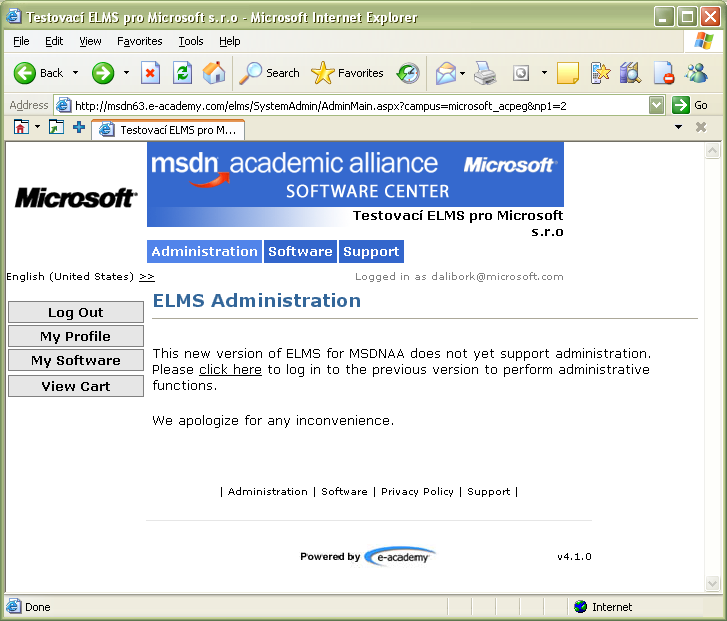 Testovací ELMS pro Microsoft s.r.o - Microsoft Internet Explorer
File Edit View Favorites Tools Help
Back Search Favorites
Address http://msdn63.e-academy.com/elms/SystemAdmin/AdminMain.aspx?campus=microsoft_acpeg&np1=2 Go
Testovací ELMS pro M...
msdn academic alliance Microsoft
SOFTWARE CENTER
Microsoft
Testovací ELMS pro Microsoft
s.r.o
Administration Software Support
English (United States) >> Logged in as dalibork@microsoft.com
Log Out
My Profile
My Software
View Cart
ELMS Administration
This new version of ELMS for MSDNAA does not yet support administration.
Please click here to log in to the previous version to perform administrative
functions.
We apologize for any inconvenience.
| Administration | Software | Privacy Policy | Support |
Powered by e-academy v4.1.0
Done Internet